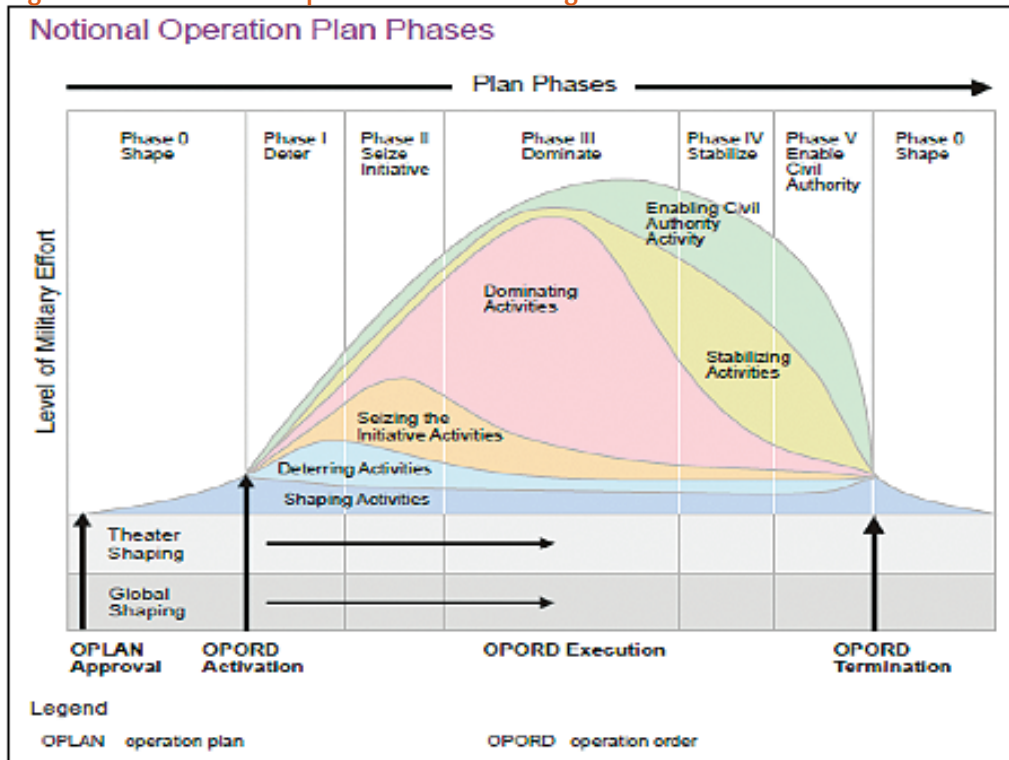 Notional Operation Plan Phases
Plan Phases
Phase 0
Shape
Phase I
Deter
Phase II
Seize
Initiative
Phase III
Dominate
Phase IV
Stabilize
Phase V
Enable
Civil
Authority
Phase 0
Shape
Level of Military Effort
Enabling Civil
Authority
Activity
Dominating
Activities
Stabilizing
Activities
Seizing the
Initiative Activities
Deterring Activities
Shaping Activities
Theater
Shaping
Global
Shaping
OPLAN
Approval
OPORD
Activation
OPORD Execution
OPORD
Termination
Legend
OPLAN operation plan
OPORD operation order